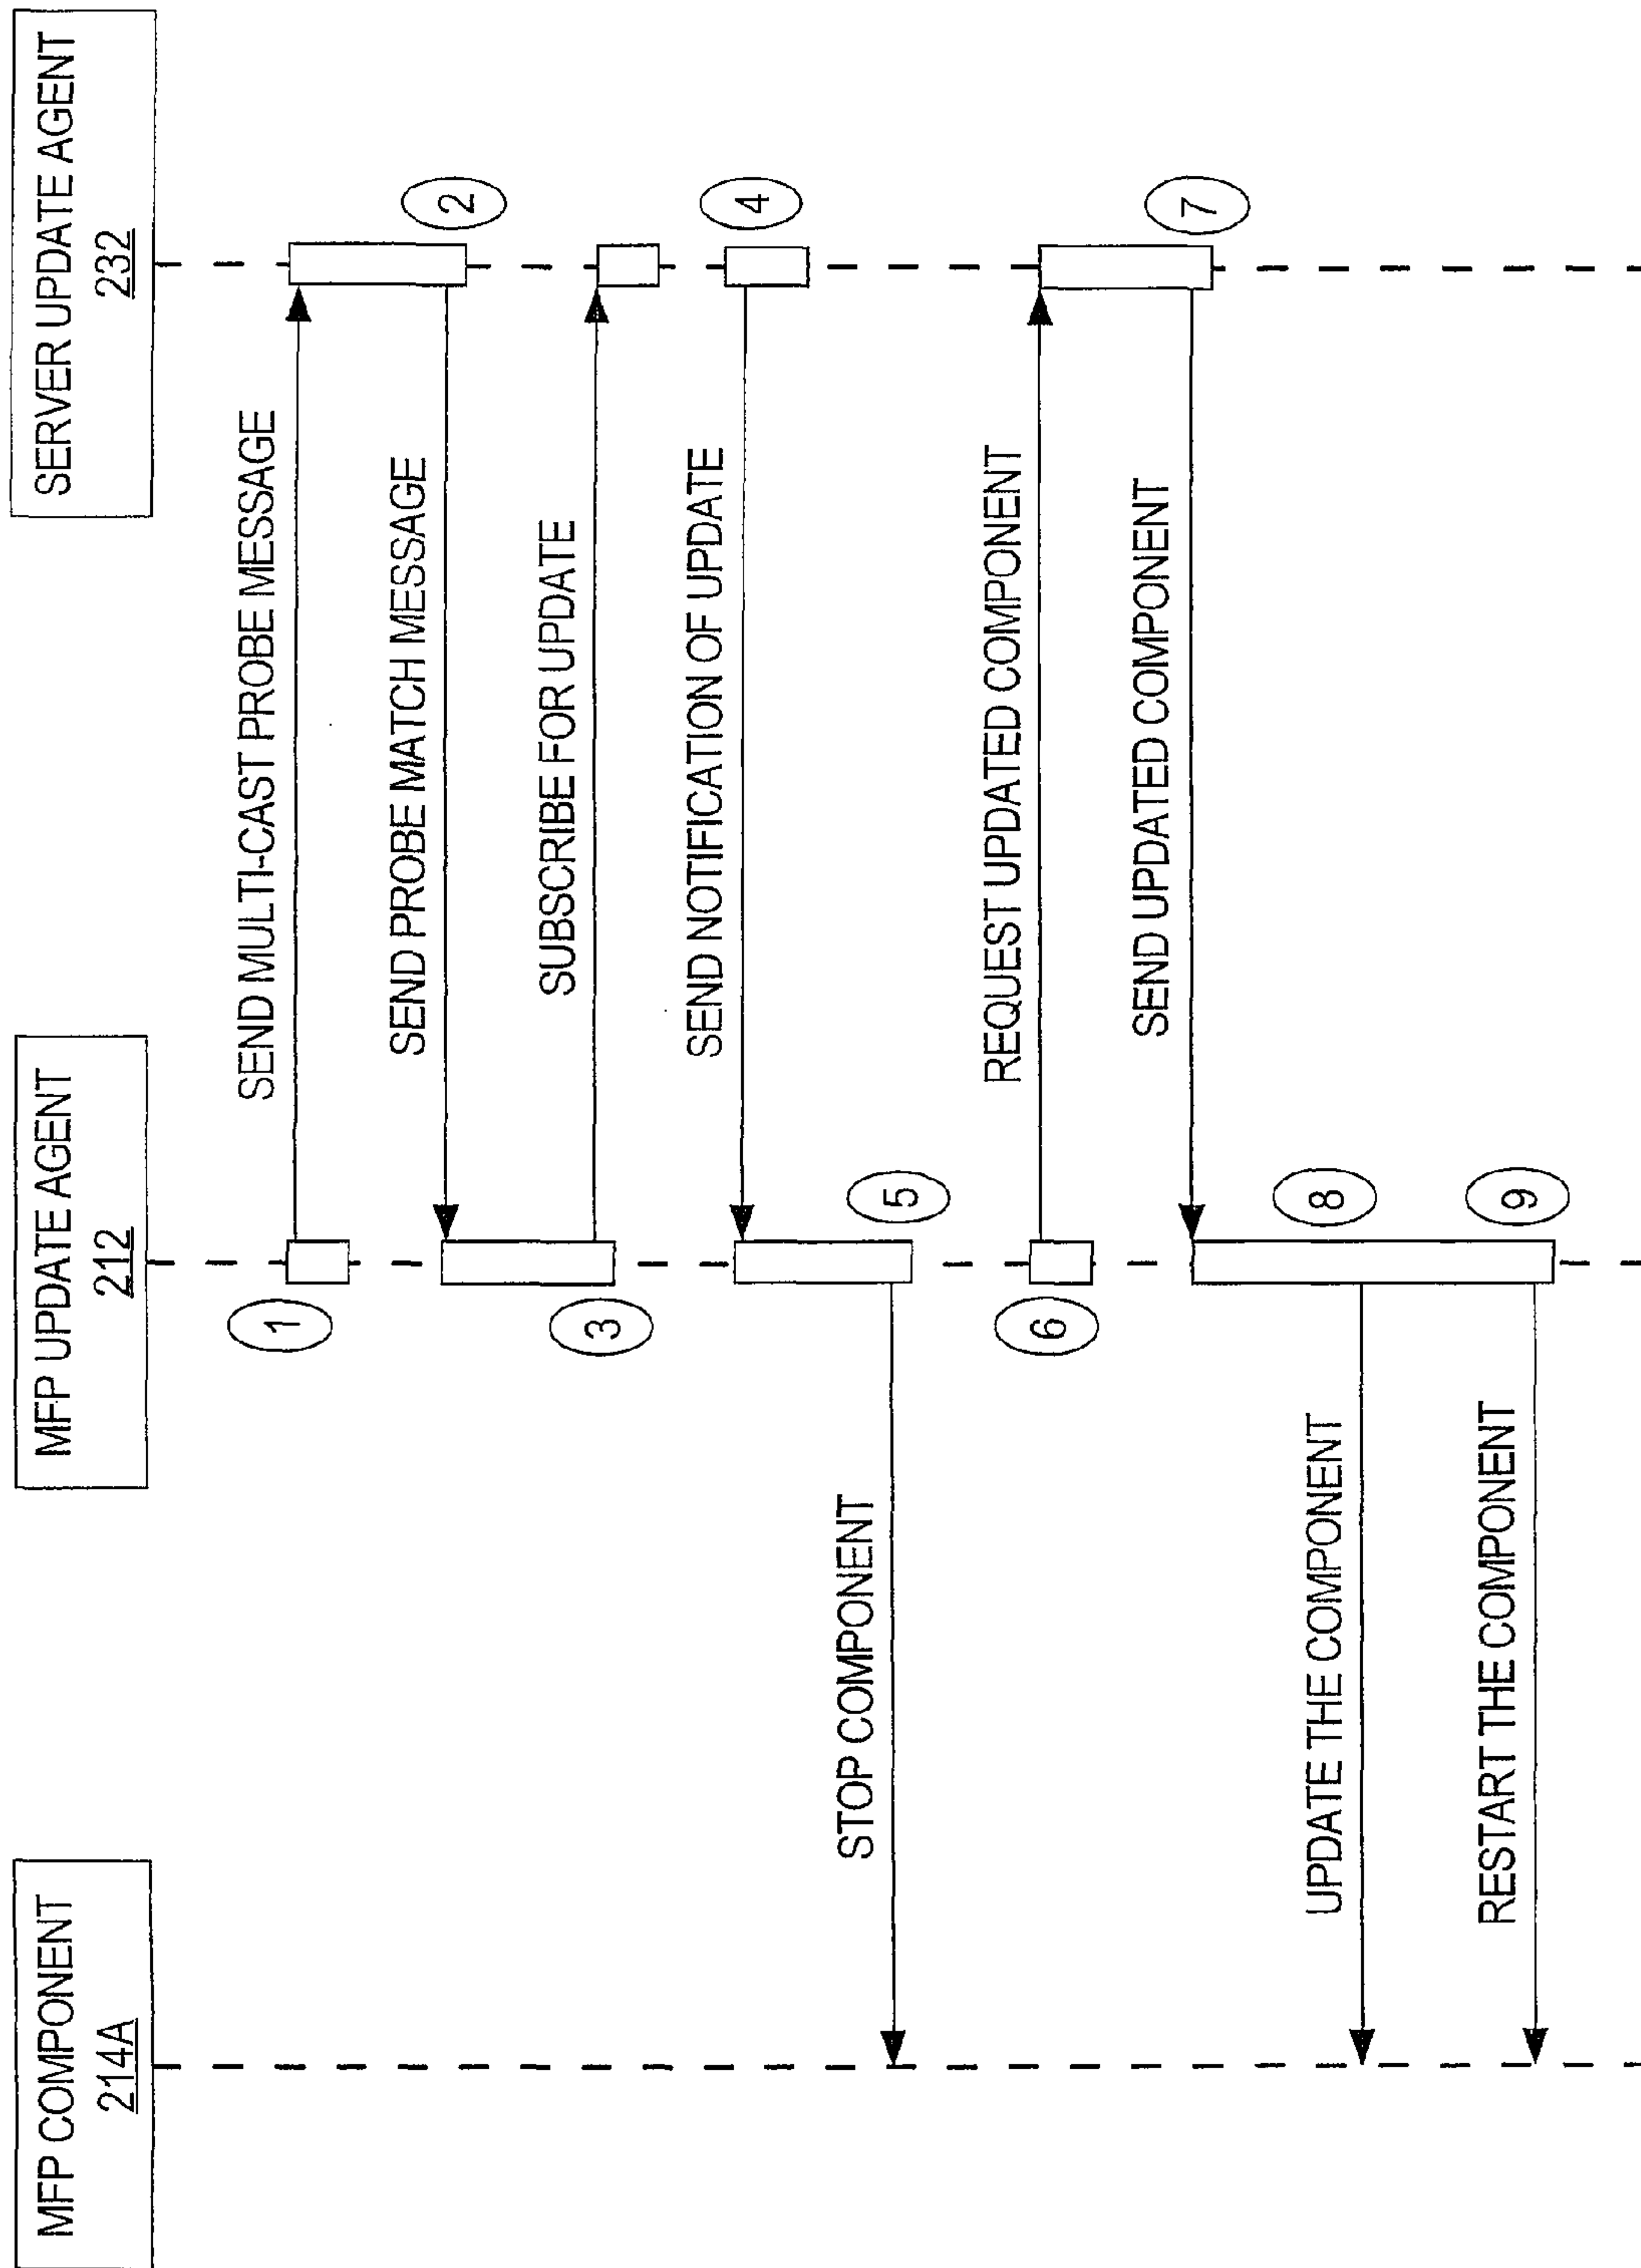 MFP COMPONENT
214A
MFP UPDATE AGENT
212
SERVER UPDATE AGENT
232
1
SEND MULTI-CAST PROBE MESSAGE
SEND PROBE MATCH MESSAGE
2
3
SUBSCRIBE FOR UPDATE
SEND NOTIFICATION OF UPDATE
4
STOP COMPONENT
5
6
REQUEST UPDATED COMPONENT
SEND UPDATED COMPONENT
7
UPDATE THE COMPONENT
8
RESTART THE COMPONENT
9